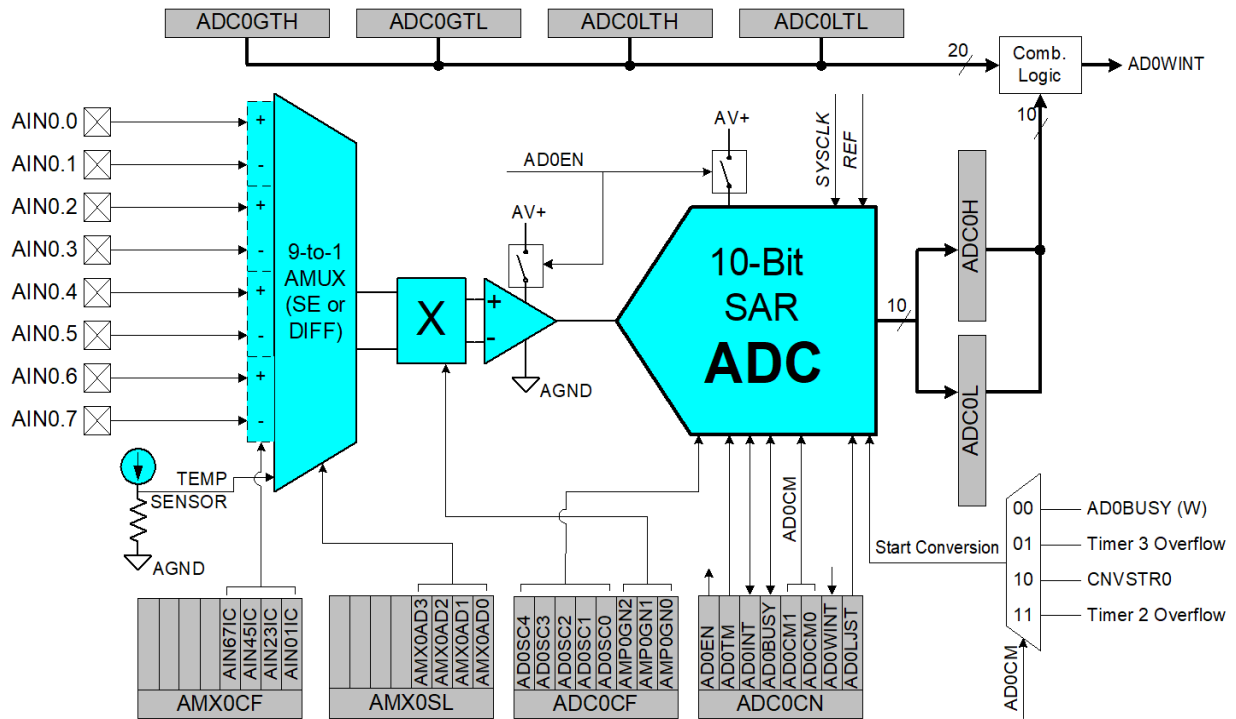 ADC0GTH
ADC0GTL
ADC0LTH
ADC0LTL
20
Comb.
Logic
AD0WINT
10
AIN0.0
AIN0.1
AIN0.2
AIN0.3
AIN0.4
AIN0.5
AIN0.6
AIN0.7
+
-
+
-
+
-
+
-
9-to-1
AMUX
(SE or
DIFF)
TEMP
SENSOR
AGND
X
+
-
AV+
AGND
AD0EN
AV+
SYSCLK
REF
10-Bit
SAR
ADC
10
ADC0H
ADC0L
Start Conversion
00
01
10
11
AD0BUSY (W)
Timer 3 Overflow
CNVSTR0
Timer 2 Overflow
AD0CM
AD0CM
AIN67IC
AIN45IC
AIN23IC
AIN01IC
AMX0CF
AMX0AD3
AMX0AD2
AMX0AD1
AMX0AD0
AMX0SL
AD0SC4
AD0SC3
AD0SC2
AD0SC1
AD0SC0
AMP0GN2
AMP0GN1
AMP0GN0
ADC0CF
AD0EN
AD0TM
AD0INT
AD0BUSY
AD0CM1
AD0CM0
AD0WINT
AD0LJST
ADC0CN